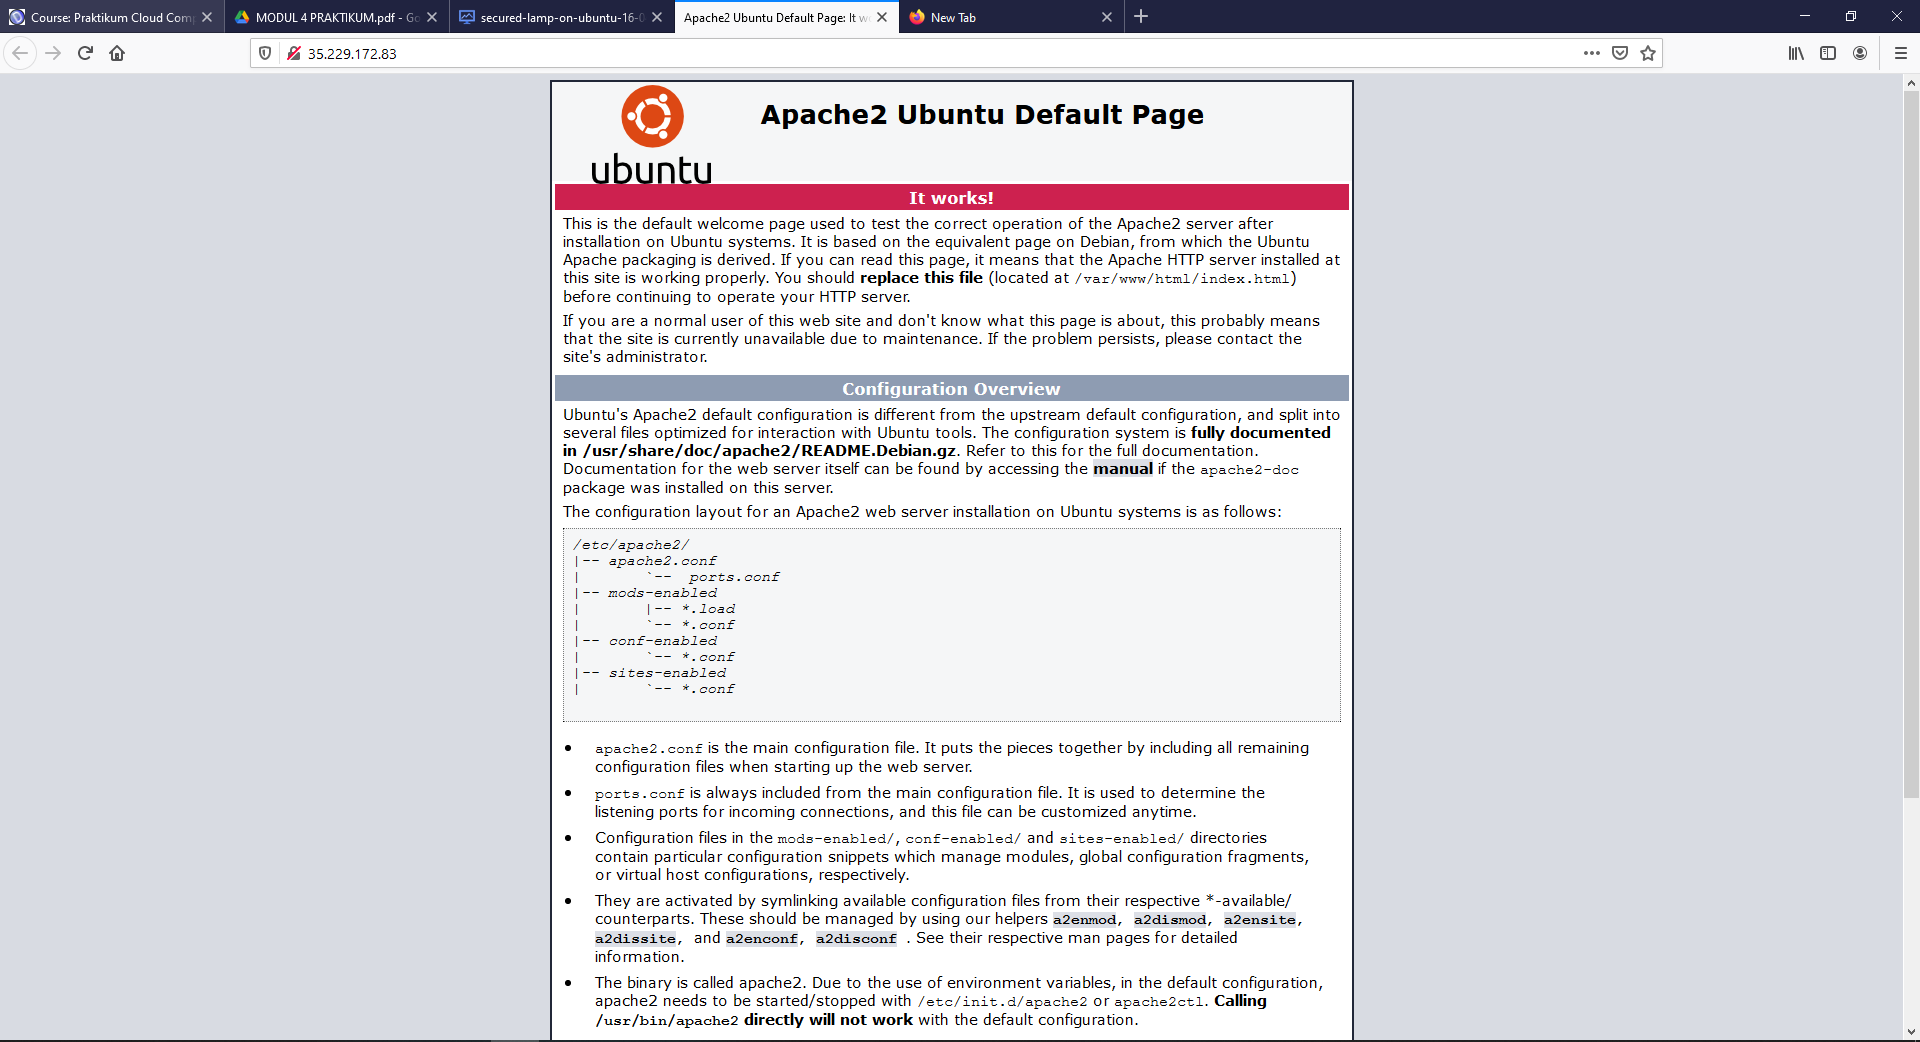 Course: Praktikum Cloud Com
MODUL 4 PRAKTIKUM.pdf - Go
secured-lamp-on-ubuntu-16-0
Apache2 Ubuntu Default Page: It w
New Tab
35.229.172.83
ubuntu
Apache2 Ubuntu Default Page
It works!
This is the default welcome page used to test the correct operation of the Apache2 server after
installation on Ubuntu systems. It is based on the equivalent page on Debian, from which the Ubuntu
Apache packaging is derived. If you can read this page, it means that the Apache HTTP server installed at
this site is working properly. You should replace this file (located at /var/www/html/index.html)
before continuing to operate your HTTP server.
If you are a normal user of this web site and don't know what this page is about, this probably means
that the site is currently unavailable due to maintenance. If the problem persists, please contact the
site's administrator.
Configuration Overview
Ubuntu's Apache2 default configuration is different from the upstream default configuration, and split into
several files optimized for interaction with Ubuntu tools. The configuration system is fully documented
in /usr/share/doc/apache2/README.Debian.gz. Refer to this for the full documentation.
Documentation for the web server itself can be found by accessing the manual if the apache2-doc
package was installed on this server.
The configuration layout for an Apache2 web server installation on Ubuntu systems is as follows:
/etc/apache2/
|-- apache2.conf
|       `--  ports.conf
|-- mods-enabled
|       |-- *.load
|       `-- *.conf
|-- conf-enabled
|       `-- *.conf
|-- sites-enabled
|       `-- *.conf
• apache2.conf is the main configuration file. It puts the pieces together by including all remaining
configuration files when starting up the web server.
• ports.conf is always included from the main configuration file. It is used to determine the
listening ports for incoming connections, and this file can be customized anytime.
• Configuration files in the mods-enabled/, conf-enabled/ and sites-enabled/ directories
contain particular configuration snippets which manage modules, global configuration fragments,
or virtual host configurations, respectively.
• They are activated by symlinking available configuration files from their respective *-available/
counterparts. These should be managed by using our helpers a2enmod, a2dismod, a2ensite,
a2dissite, and a2enconf, a2disconf . See their respective man pages for detailed
information.
• The binary is called apache2. Due to the use of environment variables, in the default configuration,
apache2 needs to be started/stopped with /etc/init.d/apache2 or apache2ctl. Calling
/usr/bin/apache2 directly will not work with the default configuration.